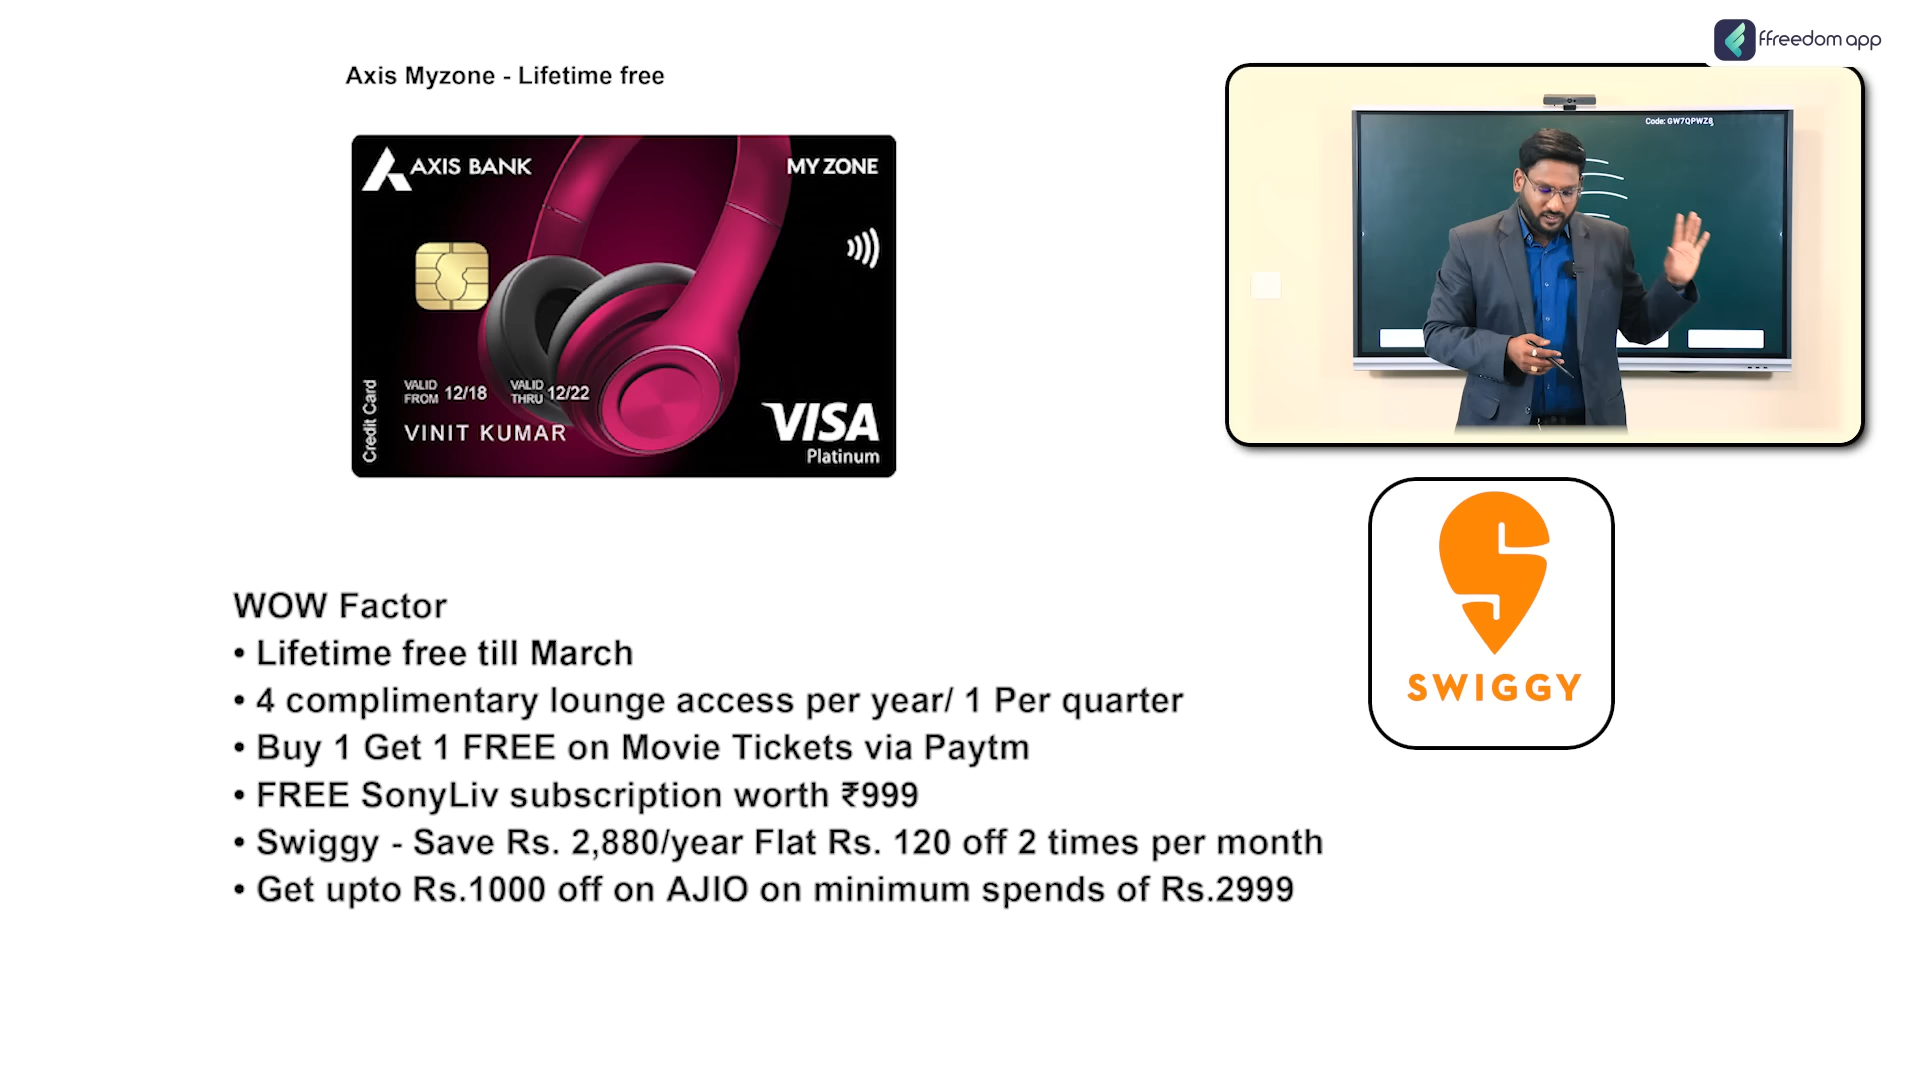 ffreedom app
Axis Myzone - Lifetime free
AXIS BANK
MY ZONE
Credit Card
VALID FROM 12/18 VALID THRU 12/22
VINIT KUMAR
VISA
Platinum
Code: GW7QPWZ8
SWIGGY
WOW Factor
• Lifetime free till March
• 4 complimentary lounge access per year/ 1 Per quarter
• Buy 1 Get 1 FREE on Movie Tickets via Paytm
• FREE SonyLiv subscription worth ₹999
• Swiggy - Save Rs. 2,880/year Flat Rs. 120 off 2 times per month
• Get upto Rs.1000 off on AJIO on minimum spends of Rs.2999